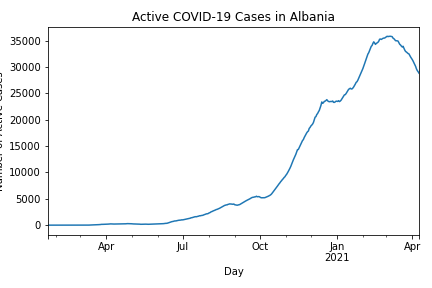 Active COVID-19 Cases in Albania
35000
30000
25000
20000
15000
10000
5000
0
Number of Active Cases
Apr Jul Oct Jan Apr
2021
Day